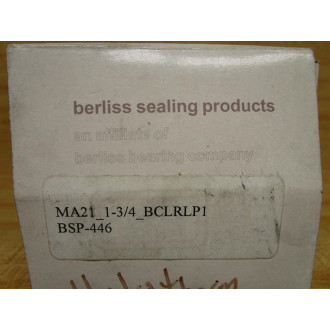 berliss sealing products
an affiliate of
berliss bearing company
MA21_1-3/4_BCLRLP1
BSP-446